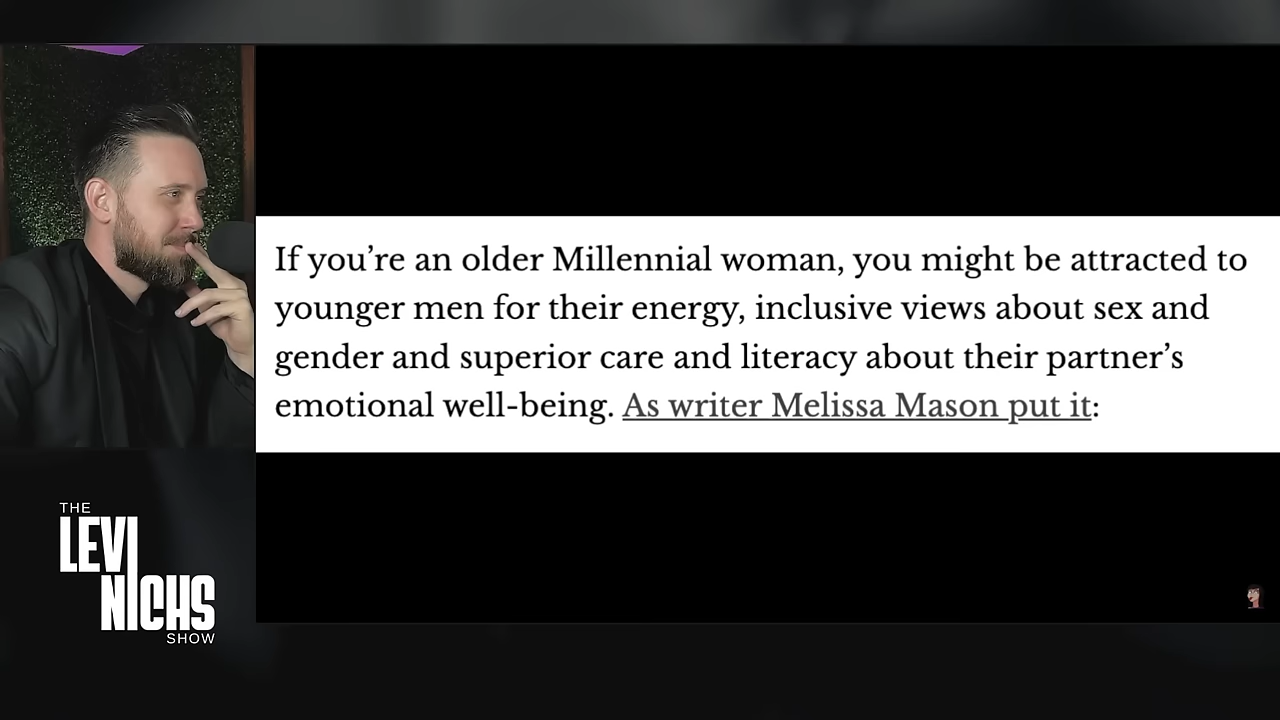 If you’re an older Millennial woman, you might be attracted to
younger men for their energy, inclusive views about sex and
gender and superior care and literacy about their partner’s
emotional well-being. As writer Melissa Mason put it:
THE
LEVI
NICHS
SHOW